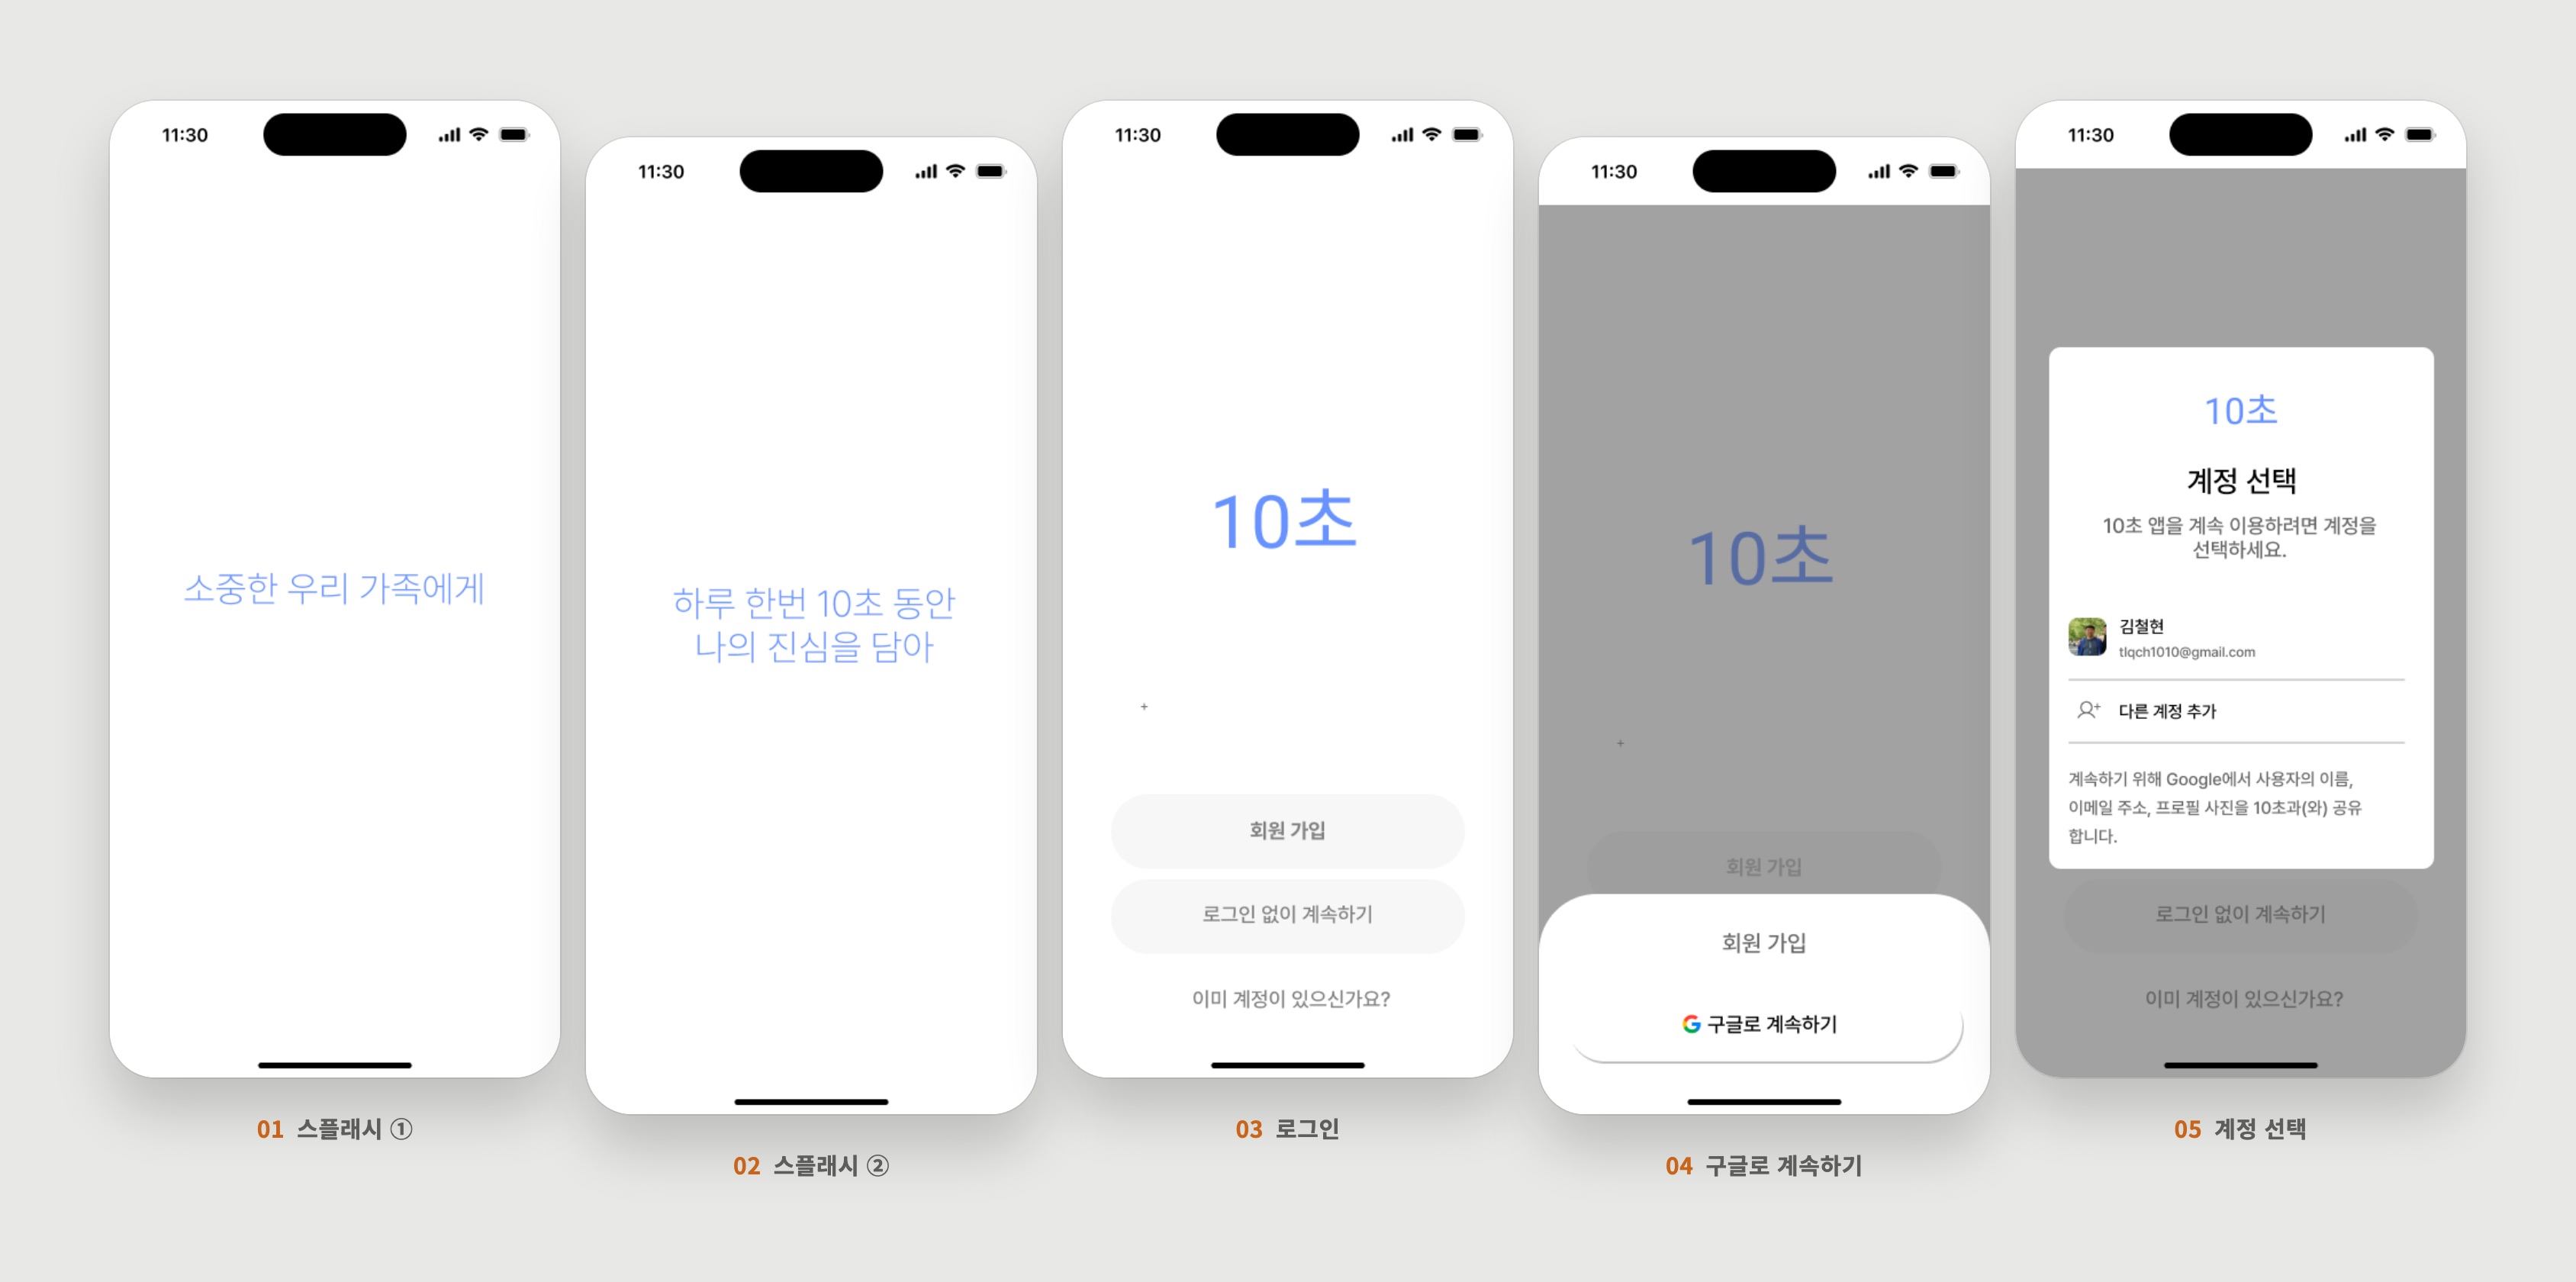 11:30
소중한 우리 가족에게
01 스플래시 ①
11:30
하루 한번 10초 동안
나의 진심을 담아
02 스플래시 ②
11:30
10초
+
회원 가입
로그인 없이 계속하기
이미 계정이 있으신가요?
03 로그인
11:30
10초
+
회원 가입
회원 가입
G 구글로 계속하기
04 구글로 계속하기
11:30
10초
계정 선택
10초 앱을 계속 이용하려면 계정을
선택하세요.
김철현
tlqch1010@gmail.com
다른 계정 추가
계속하기 위해 Google에서 사용자의 이름,
이메일 주소, 프로필 사진을 10초과(와) 공유
합니다.
로그인 없이 계속하기
이미 계정이 있으신가요?
05 계정 선택